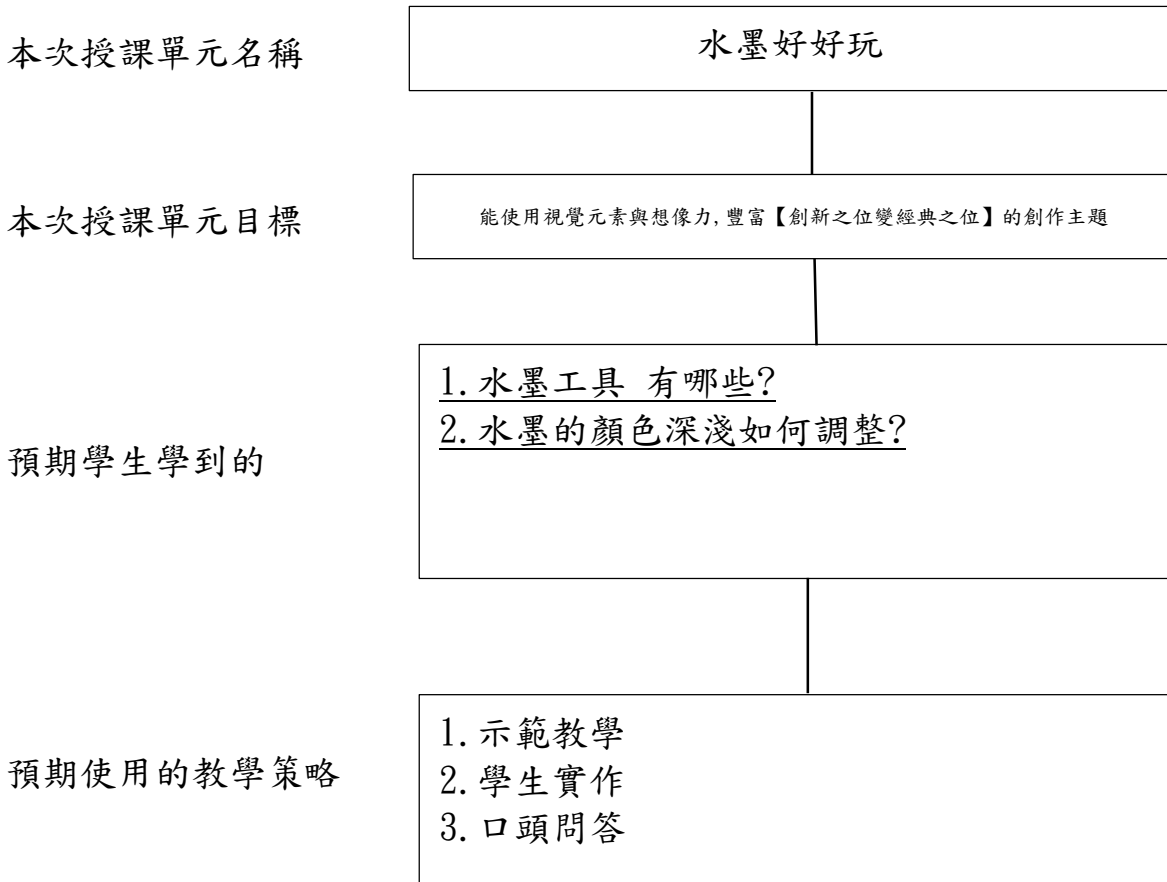 本次授課單元名稱
水墨好好玩
本次授課單元目標
能使用視覺元素與想像力,豐富【創新之位變經典之位】的創作主題
預期學生學到的
1.水墨工具 有哪些?
2.水墨的顏色深淺如何調整?
預期使用的教學策略
1.示範教學
2.學生實作
3.口頭問答